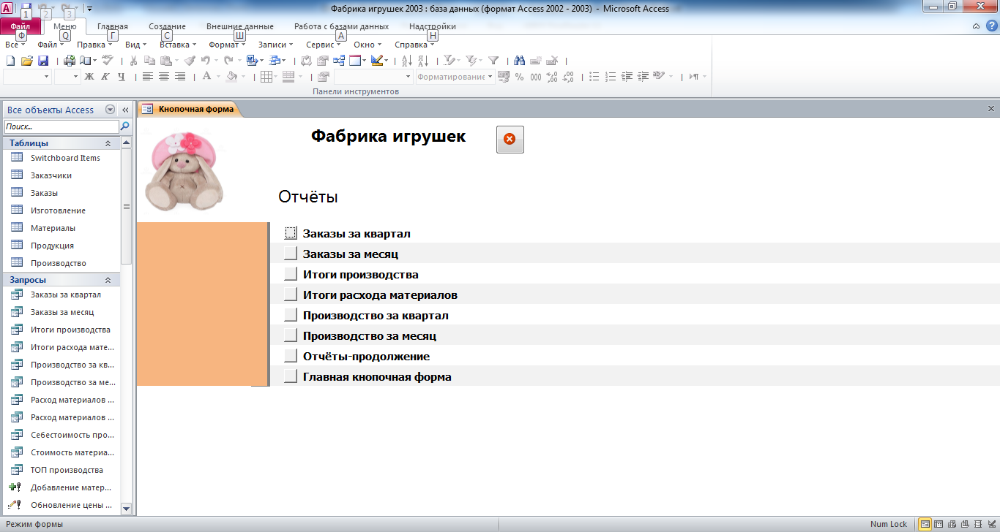 Фабрика игрушек 2003 : база данных (формат Access 2002 - 2003) - Microsoft Access
1 2 3
Файл Меню Главная Создание Внешние данные Работа с базами данных Надстройки
Ф Q Г С Ш А Н
Все Файл Правка Вид Вставка Формат Записи Сервис Окно Справка
Ж К Ч А Форматирование % 000
Панели инструментов
Все объекты Access
Кнопочная форма
Поиск...
Таблицы
Switchboard Items
Заказчики
Заказы
Изготовление
Материалы
Продукция
Производство
Запросы
Заказы за квартал
Заказы за месяц
Итоги производства
Итоги расхода мате...
Производство за кв...
Производство за ме...
Расход материалов ...
Расход материалов ...
Себестоимость про...
Стоимость материа...
ТОП производства
Добавление матер...
Обновление цены ...
Фабрика игрушек
Отчёты
Заказы за квартал
Заказы за месяц
Итоги производства
Итоги расхода материалов
Производство за квартал
Производство за месяц
Отчёты-продолжение
Главная кнопочная форма
Режим формы
Num Lock